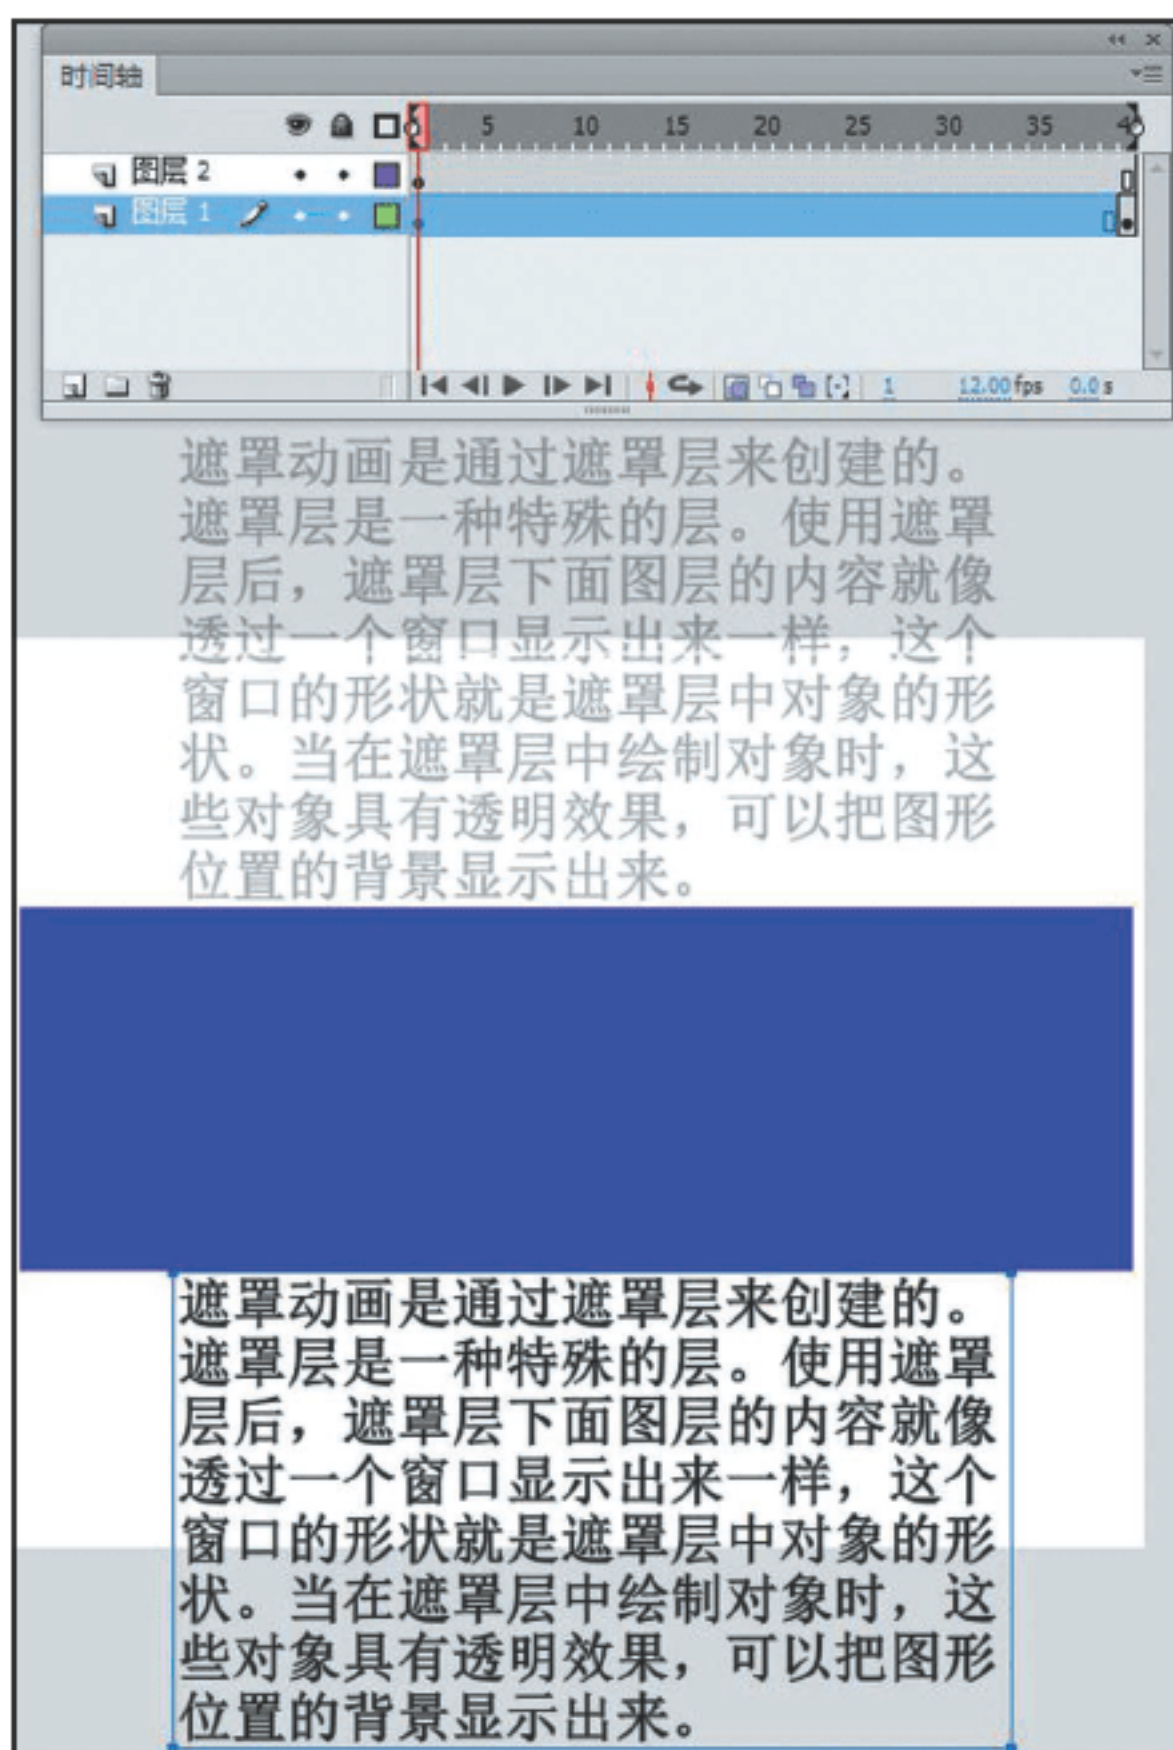 时间轴
5 10 15 20 25 30 35 40
图层 2
图层 1
1 12.00 fps 0.0 s
遮罩动画是通过遮罩层来创建的。
遮罩层是一种特殊的层。使用遮罩
层后，遮罩层下面图层的内容就像
透过一个窗口显示出来一样，这个
窗口的形状就是遮罩层中对象的形
状。当在遮罩层中绘制对象时，这
些对象具有透明效果，可以把图形
位置的背景显示出来。
遮罩动画是通过遮罩层来创建的。
遮罩层是一种特殊的层。使用遮罩
层后，遮罩层下面图层的内容就像
透过一个窗口显示出来一样，这个
窗口的形状就是遮罩层中对象的形
状。当在遮罩层中绘制对象时，这
些对象具有透明效果，可以把图形
位置的背景显示出来。